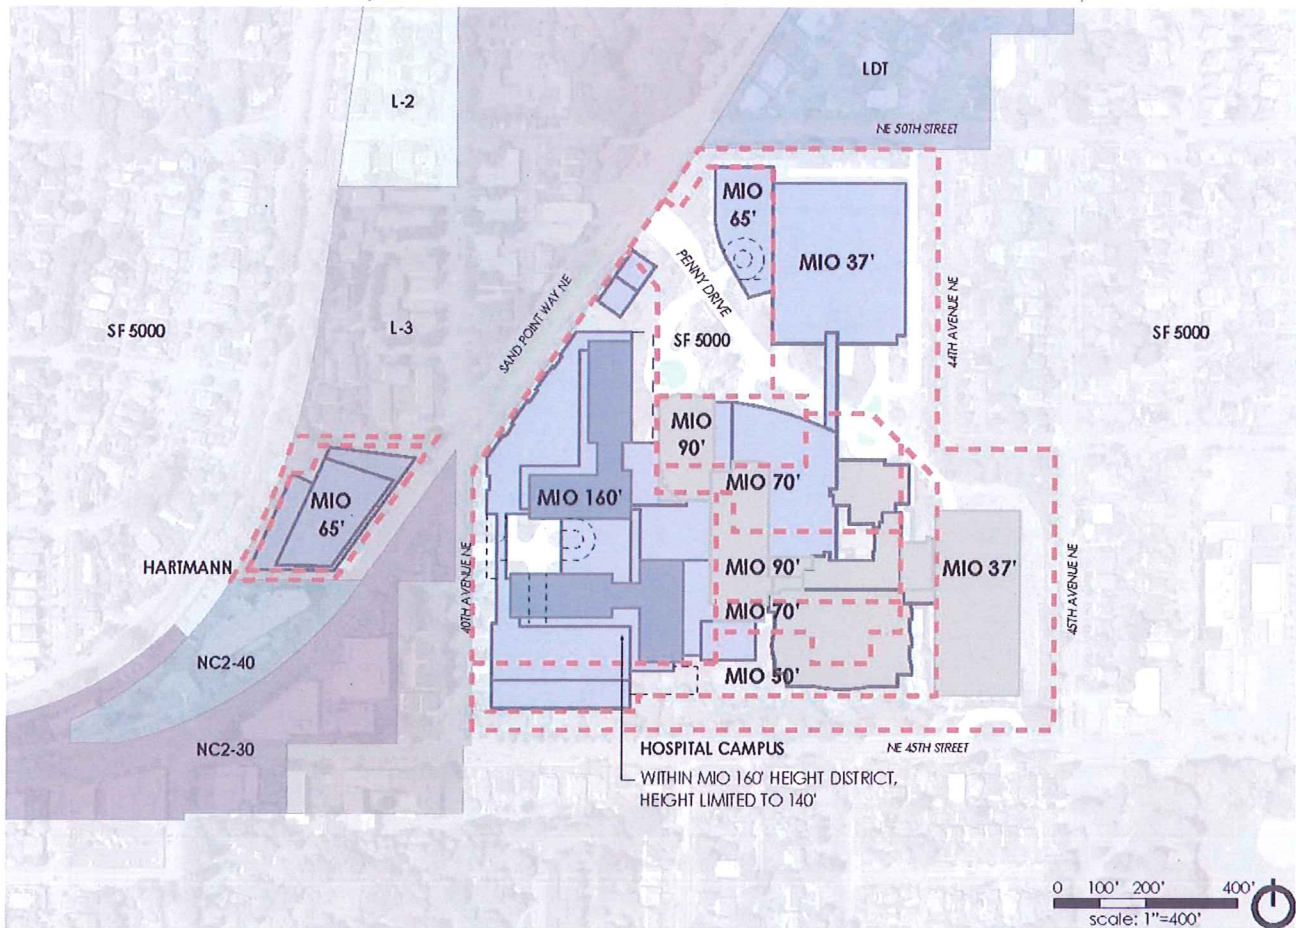 LDT
L-2
NE 50TH STREET
MIO
65'
MIO 37'
PENNY DRIVE
SF 5000
L-3
SAND POINT WAY NE
SF 5000
44TH AVENUE NE
SF 5000
MIO
90'
MIO 70'
MIO 160'
MIO
65'
HARTMANN
40TH AVENUE NE
MIO 90'
MIO 37'
MIO 70'
45TH AVENUE NE
NC2-40
MIO 50'
NC2-30
HOSPITAL CAMPUS
NE 45TH STREET
WITHIN MIO 160' HEIGHT DISTRICT,
HEIGHT LIMITED TO 140'
0 100' 200' 400'
scale: 1"=400'